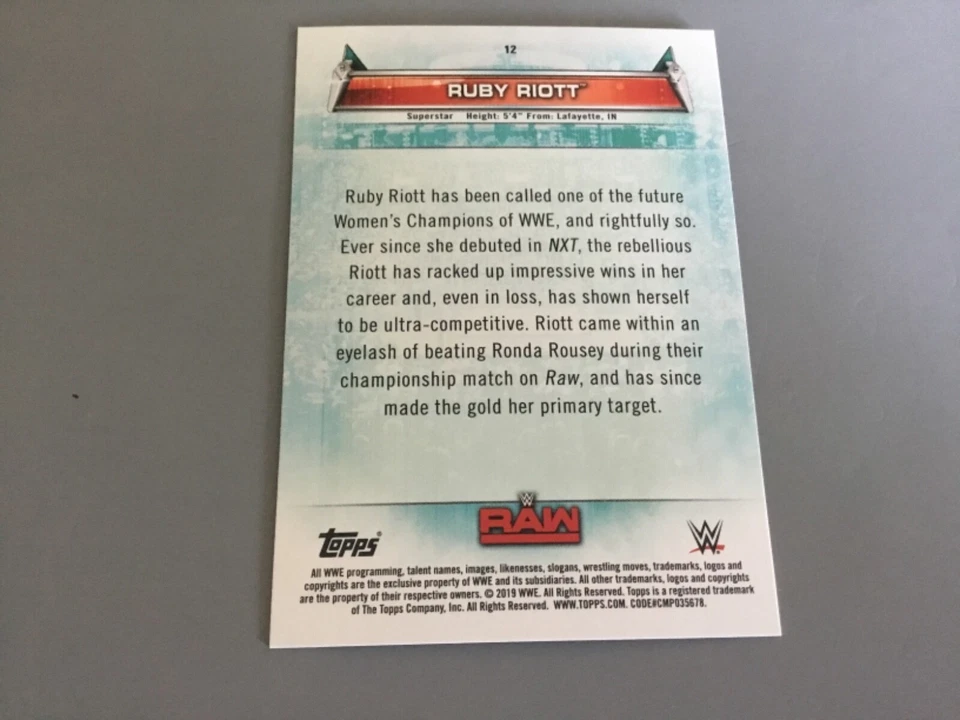 12
RUBY RIOTT™
Superstar Height: 5'4" From: Lafayette, IN
Ruby Riott has been called one of the future
Women's Champions of WWE, and rightfully so.
Ever since she debuted in NXT, the rebellious
Riott has racked up impressive wins in her
career and, even in loss, has shown herself
to be ultra-competitive. Riott came within an
eyelash of beating Ronda Rousey during their
championship match on Raw, and has since
made the gold her primary target.
W
RAW
Topps®
W
All WWE programming, talent names, images, likenesses, slogans, wrestling moves, trademarks, logos and
copyrights are the exclusive property of WWE and its subsidiaries. All other trademarks, logos and copyrights
are the property of their respective owners. © 2019 WWE. All Rights Reserved. Topps is a registered trademark
of The Topps Company, Inc. All Rights Reserved. WWW.TOPPS.COM. CODE#CMP035678.